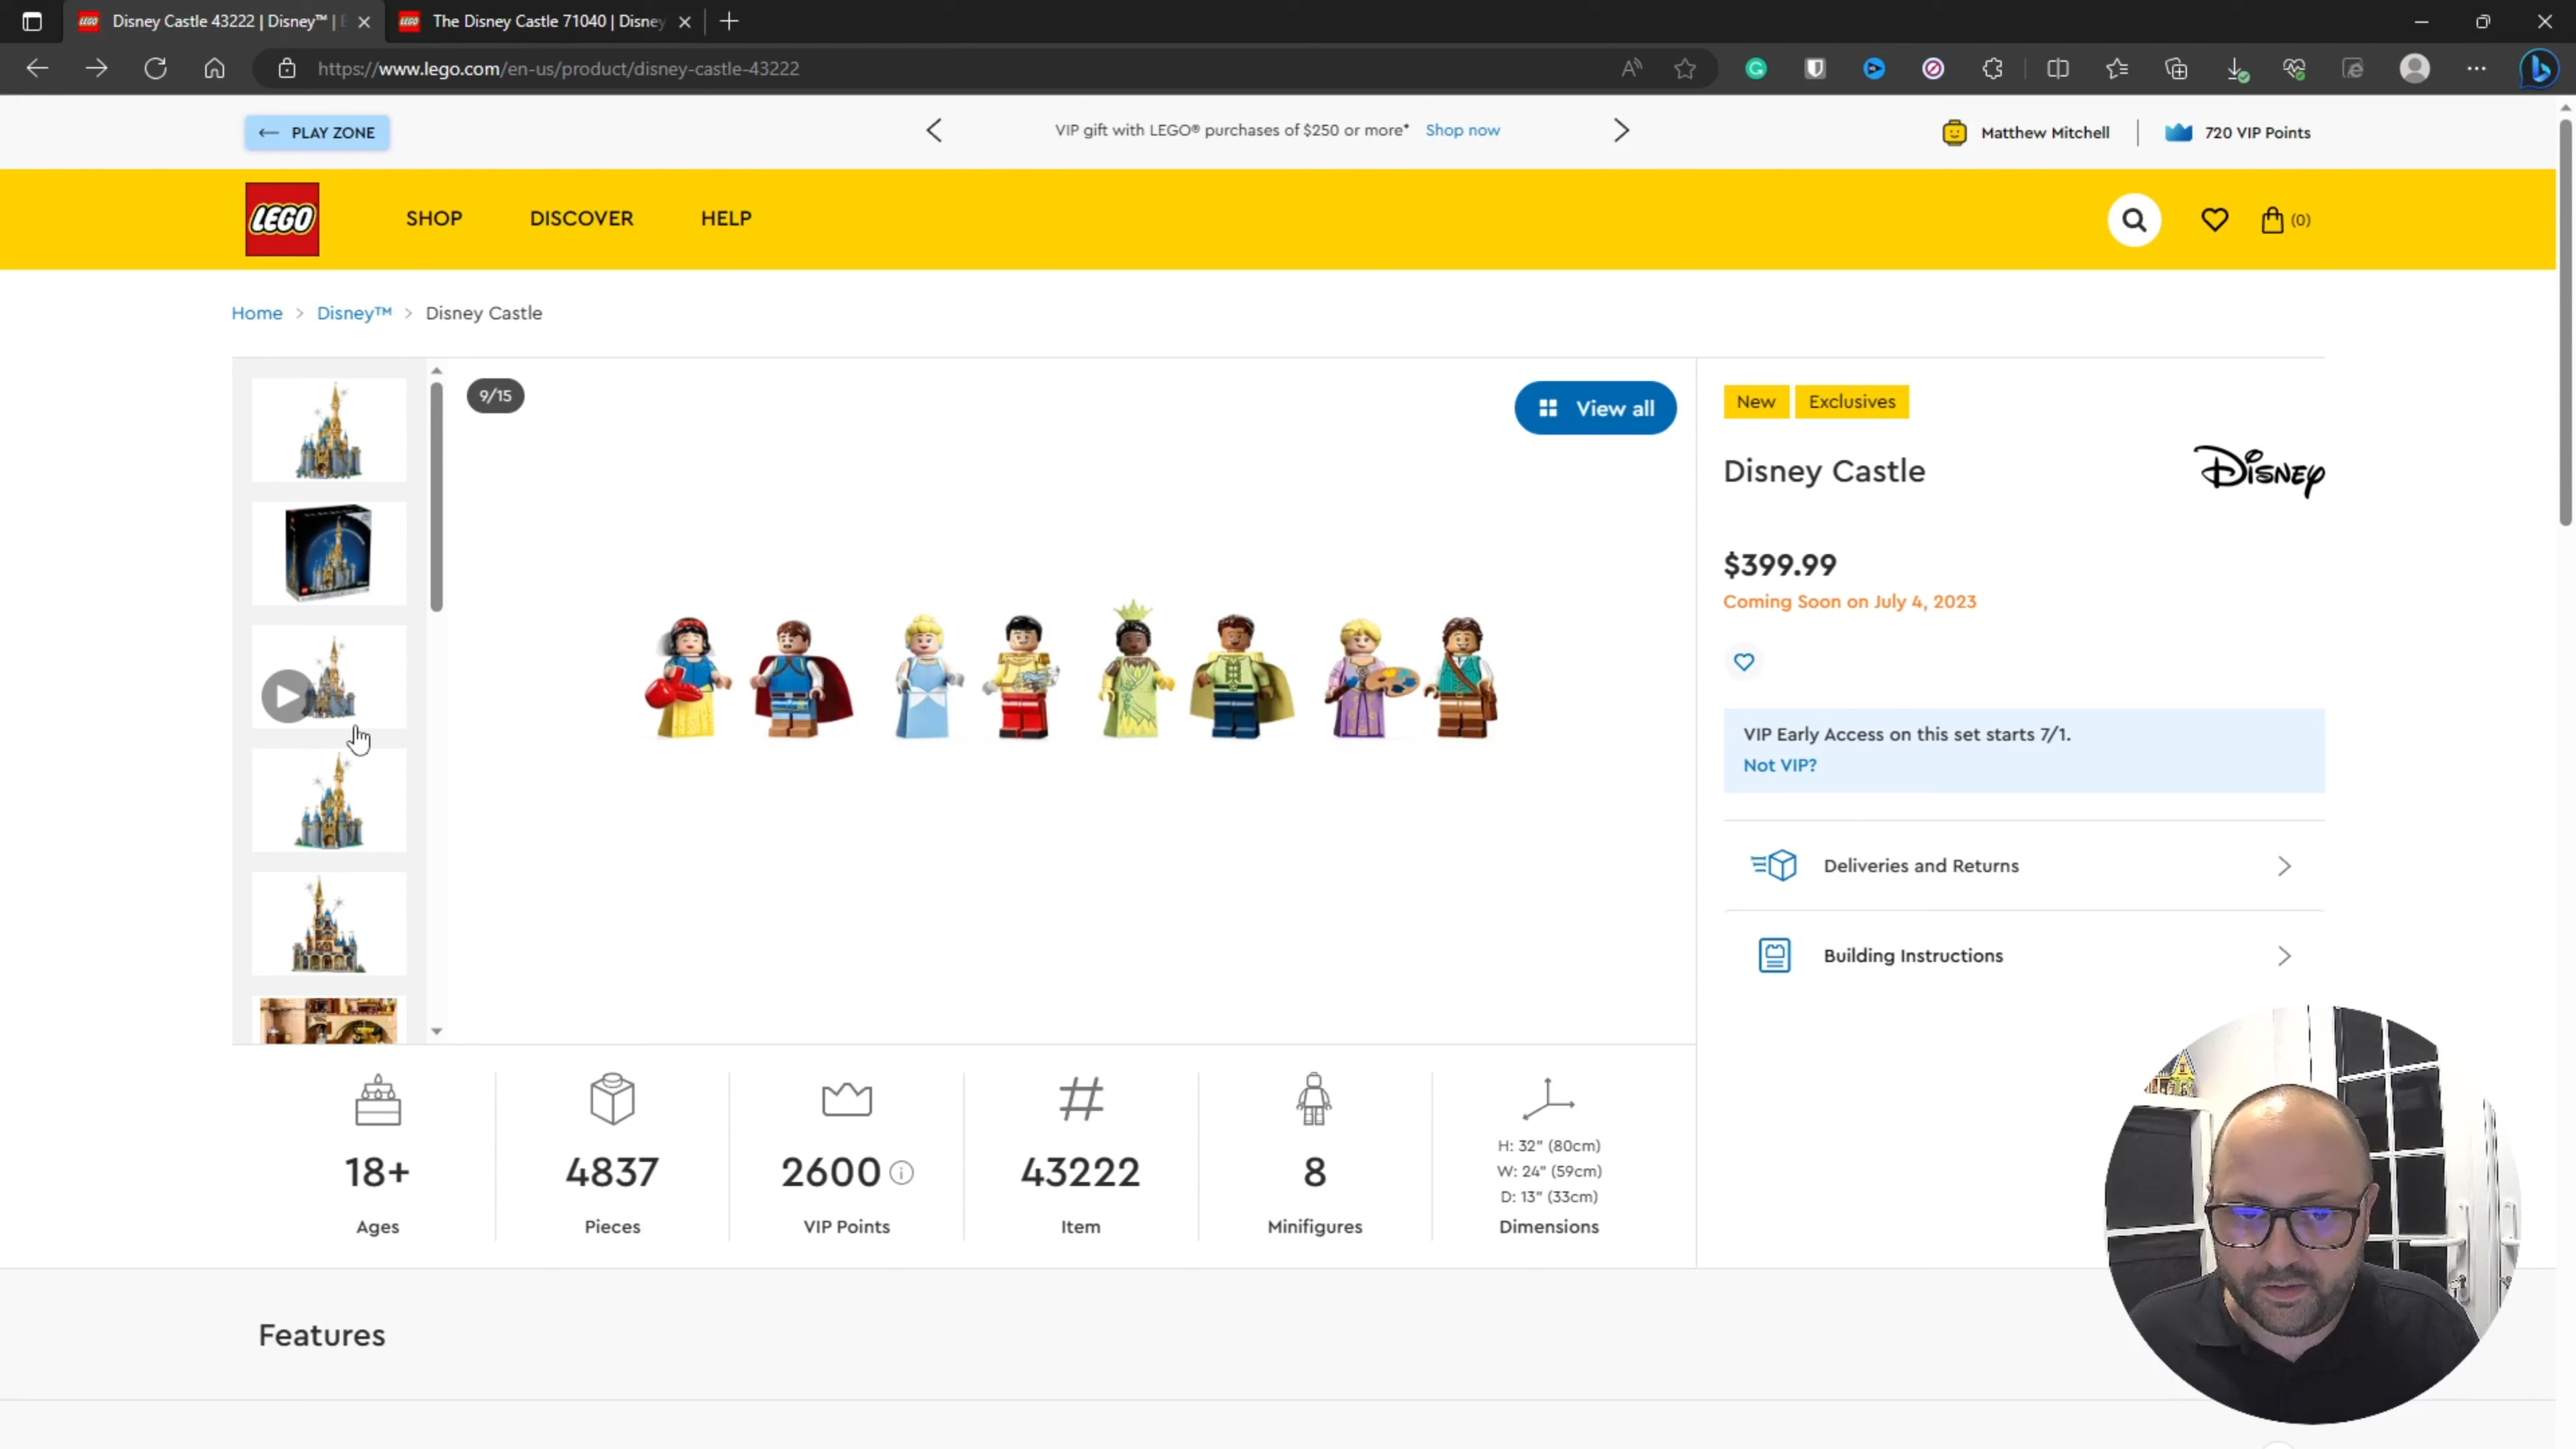 Disney Castle 43222 | Disney™ | E
The Disney Castle 71040 | Disney
https://www.lego.com/en-us/product/disney-castle-43222
PLAY ZONE
VIP gift with LEGO® purchases of $250 or more* Shop now
Matthew Mitchell
720 VIP Points
LEGO
SHOP
DISCOVER
HELP
(0)
Home > Disney™ > Disney Castle
9/15
View all
New
Exclusives
Disney Castle
Disney
$399.99
Coming Soon on July 4, 2023
VIP Early Access on this set starts 7/1.
Not VIP?
Deliveries and Returns
Building Instructions
18+
Ages
4837
Pieces
2600
VIP Points
43222
Item
8
Minifigures
H: 32" (80cm)
W: 24" (59cm)
D: 13" (33cm)
Dimensions
Features